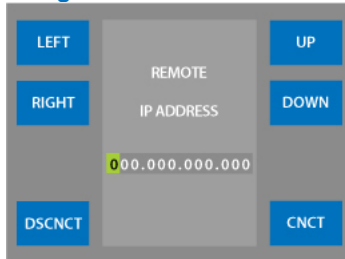 LEFT
UP
REMOTE
RIGHT
IP ADDRESS
DOWN
000.000.000.000
DSCNCT
CNCT